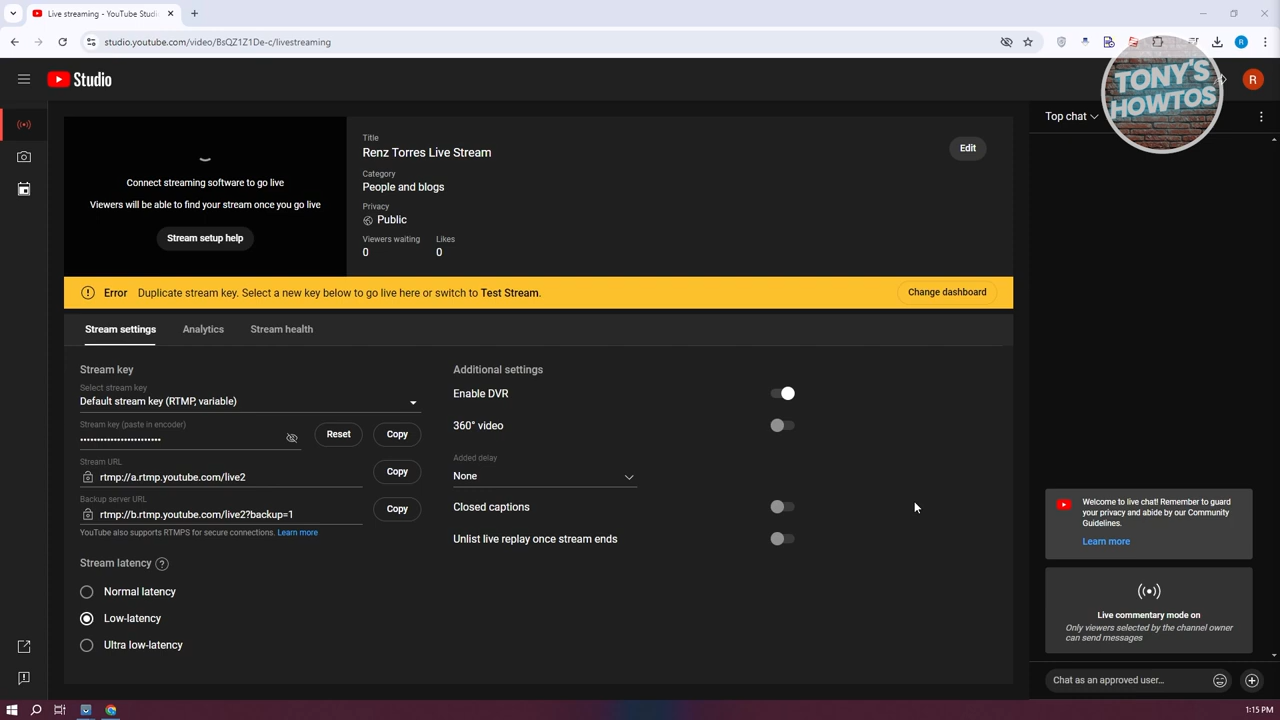 Live streaming - YouTube Studi
studio.youtube.com/video/BsQZ1Z1De-c/livestreaming
R
Studio
TONY'S
HOWTOS
R
Connect streaming software to go live
Viewers will be able to find your stream once you go live
Stream setup help
Title
Renz Torres Live Stream
Category
People and blogs
Privacy
Public
Viewers waiting Likes
0 0
Edit
Top chat
Error Duplicate stream key. Select a new key below to go live here or switch to Test Stream.
Change dashboard
Stream settings Analytics Stream health
Stream key
Select stream key
Default stream key (RTMP, variable)
Stream key (paste in encoder)
••••••••••••••••••••••••
Reset Copy
Stream URL
rtmp://a.rtmp.youtube.com/live2
Copy
Backup server URL
rtmp://b.rtmp.youtube.com/live2?backup=1
Copy
YouTube also supports RTMPS for secure connections. Learn more
Stream latency ?
Normal latency
Low-latency
Ultra low-latency
Additional settings
Enable DVR
360° video
Added delay
None
Closed captions
Unlist live replay once stream ends
Welcome to live chat! Remember to guard
your privacy and abide by our Community
Guidelines.
Learn more
Live commentary mode on
Only viewers selected by the channel owner
can send messages
Chat as an approved user...
1:15 PM